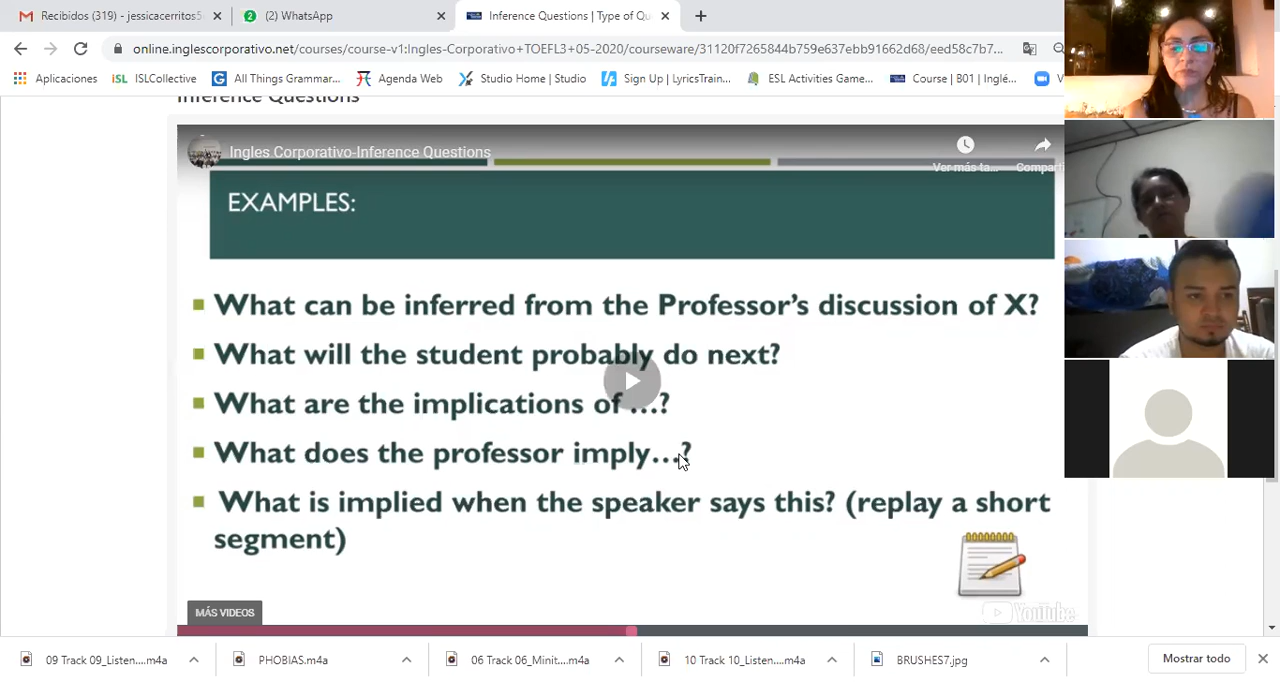 Recibidos (319) - jessicacerritos5
2 (2) WhatsApp
Inference Questions | Type of Qu
online.inglescorporativo.net/courses/course-v1:Ingles-Corporativo+TOEFL3+05-2020/courseware/31120f7265844b759e637ebb91662d68/eed58c7b7...
Aplicaciones
iSL ISLCollective
All Things Grammar...
Agenda Web
Studio Home | Studio
Sign Up | LyricsTrain...
ESL Activities Game...
Course | B01 | Inglé...
Inference Questions
Ingles Corporativo-Inference Questions
Ver más ta...
Comparti
EXAMPLES:
What can be inferred from the Professor's discussion of X?
What will the student probably do next?
What are the implications of ...?
What does the professor imply...?
What is implied when the speaker says this? (replay a short
segment)
MÁS VIDEOS
YouTube
09 Track 09_Listen....m4a
PHOBIAS.m4a
06 Track 06_Minit....m4a
10 Track 10_Listen....m4a
BRUSHES7.jpg
Mostrar todo